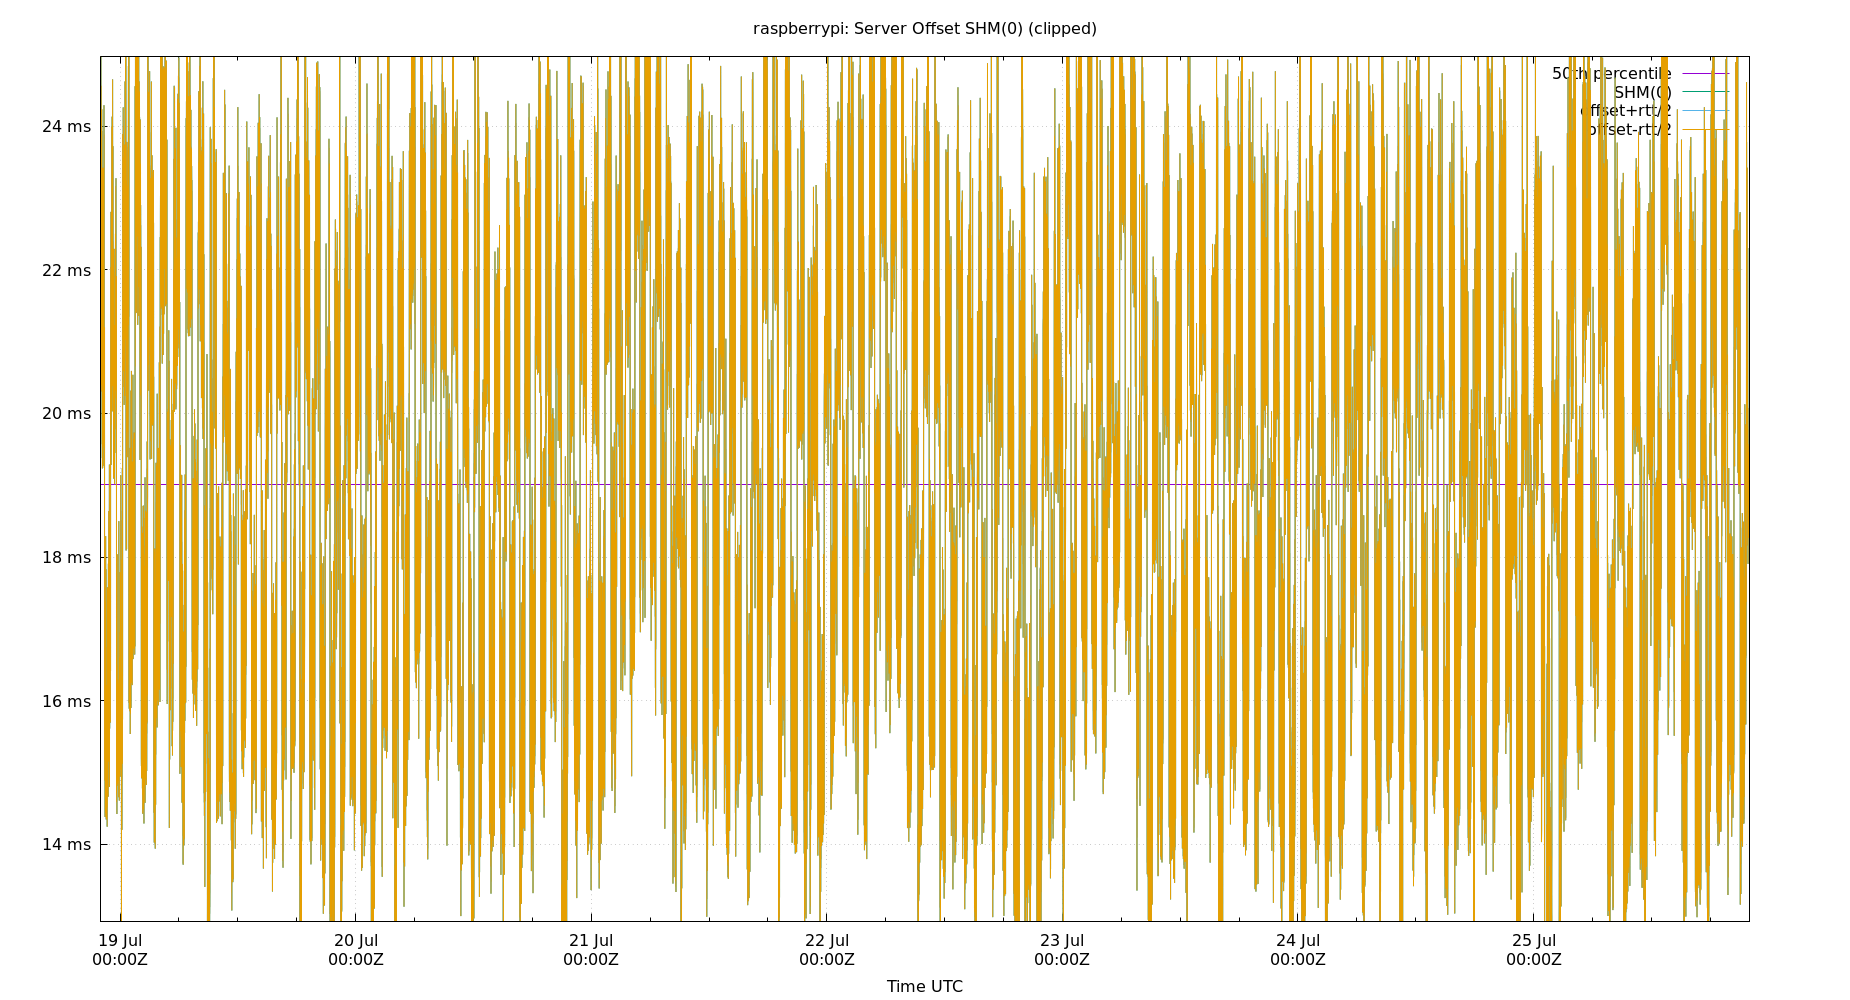 raspberrypi: Server Offset SHM(0) (clipped)
50th percentile
SHM(0)
offset+rtt/2
offset-rtt/2
24 ms
22 ms
20 ms
18 ms
16 ms
14 ms
19 Jul 20 Jul 21 Jul 22 Jul 23 Jul 24 Jul 25 Jul
00:00Z 00:00Z 00:00Z 00:00Z 00:00Z 00:00Z 00:00Z
Time UTC